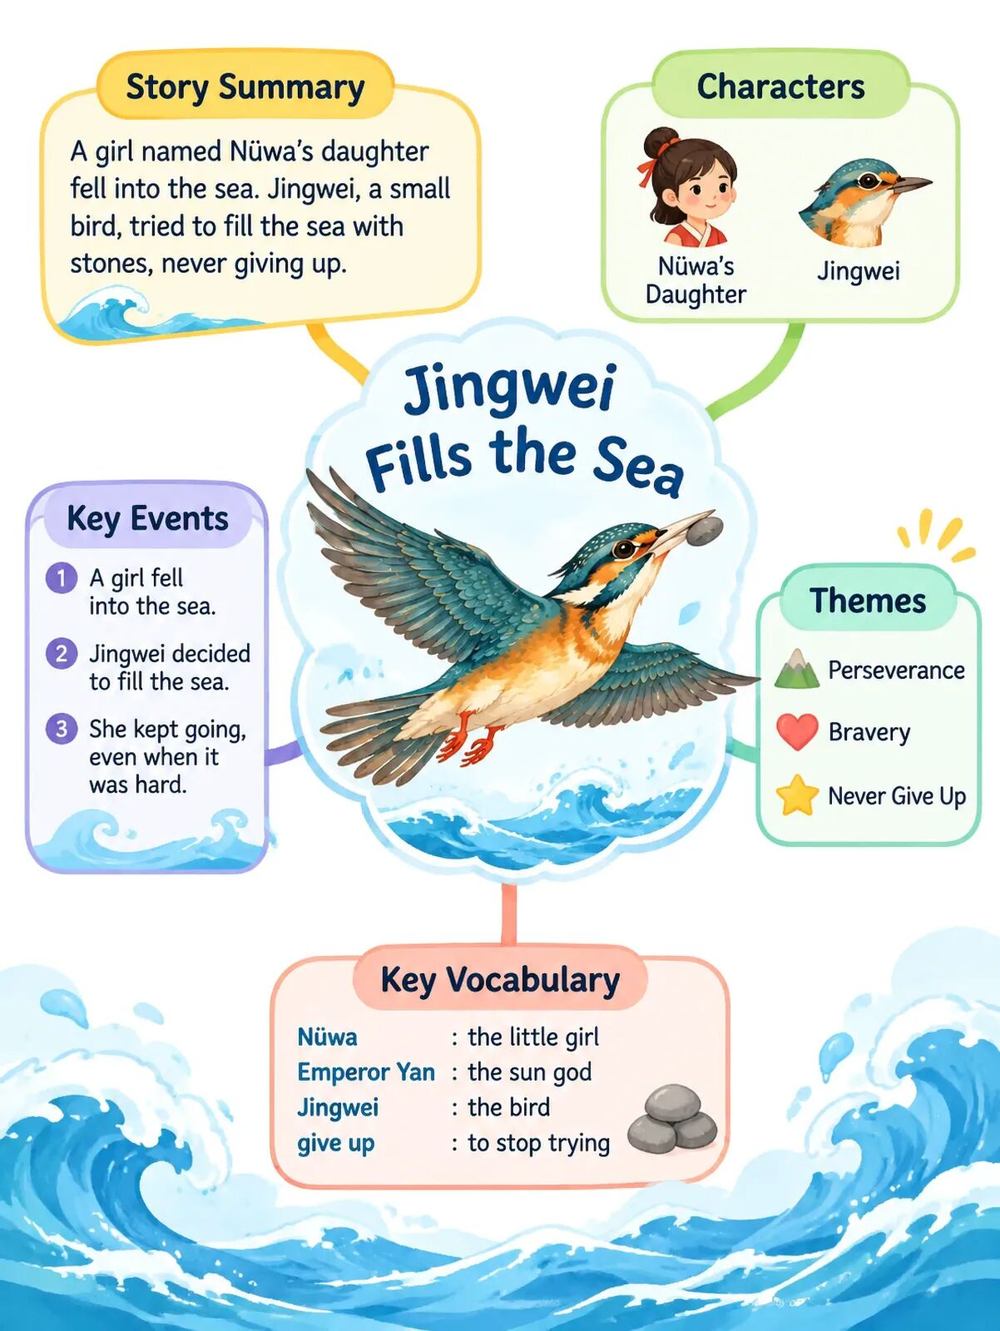 Story Summary
A girl named Nüwa's daughter
fell into the sea. Jingwei, a small
bird, tried to fill the sea with
stones, never giving up.
Characters
Nüwa's
Daughter
Jingwei
Jingwei
Fills the Sea
Key Events
1 A girl fell
into the sea.
2 Jingwei decided
to fill the sea.
3 She kept going,
even when it
was hard.
Themes
Perseverance
Bravery
Never Give Up
Key Vocabulary
Nüwa : the little girl
Emperor Yan : the sun god
Jingwei : the bird
give up : to stop trying